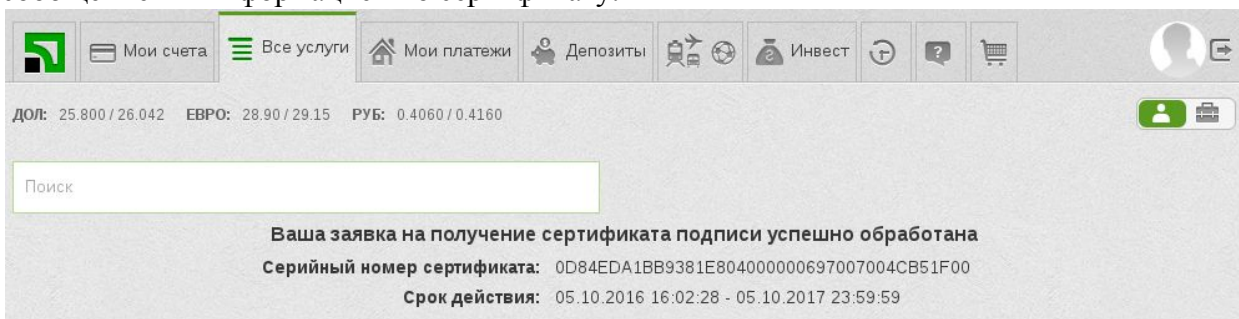 Мои счета Все услуги Мои платежи Депозиты Инвест
ДОЛ: 25.800 / 26.042 ЕВРО: 28.90 / 29.15 РУБ: 0.4060 / 0.4160
Поиск
Ваша заявка на получение сертификата подписи успешно обработана
Серийный номер сертификата: 0D84EDA1BB9381E804000000697007004CB51F00
Срок действия: 05.10.2016 16:02:28 - 05.10.2017 23:59:59